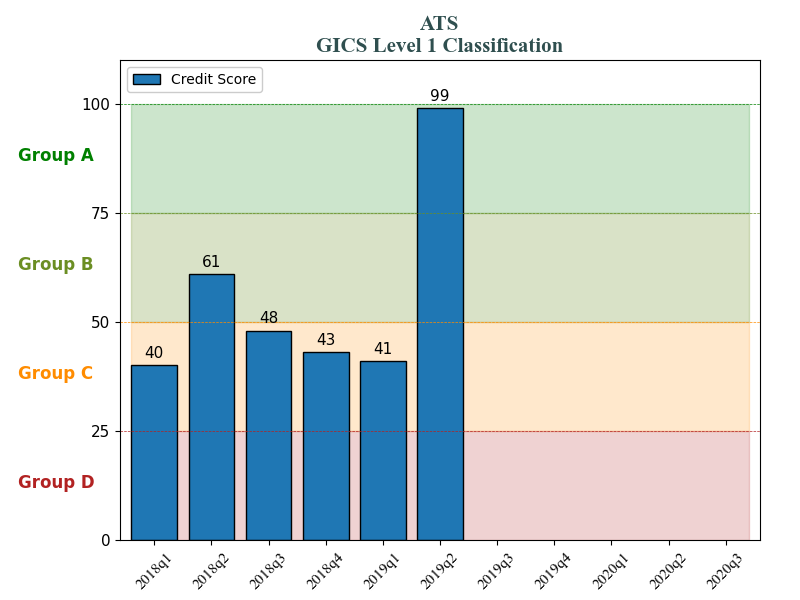 ATS
GICS Level 1 Classification
Credit Score
100
75
50
25
0
Group A
Group B
Group C
Group D
40
61
48
43
41
99
2018q1
2018q2
2018q3
2018q4
2019q1
2019q2
2019q3
2019q4
2020q1
2020q2
2020q3